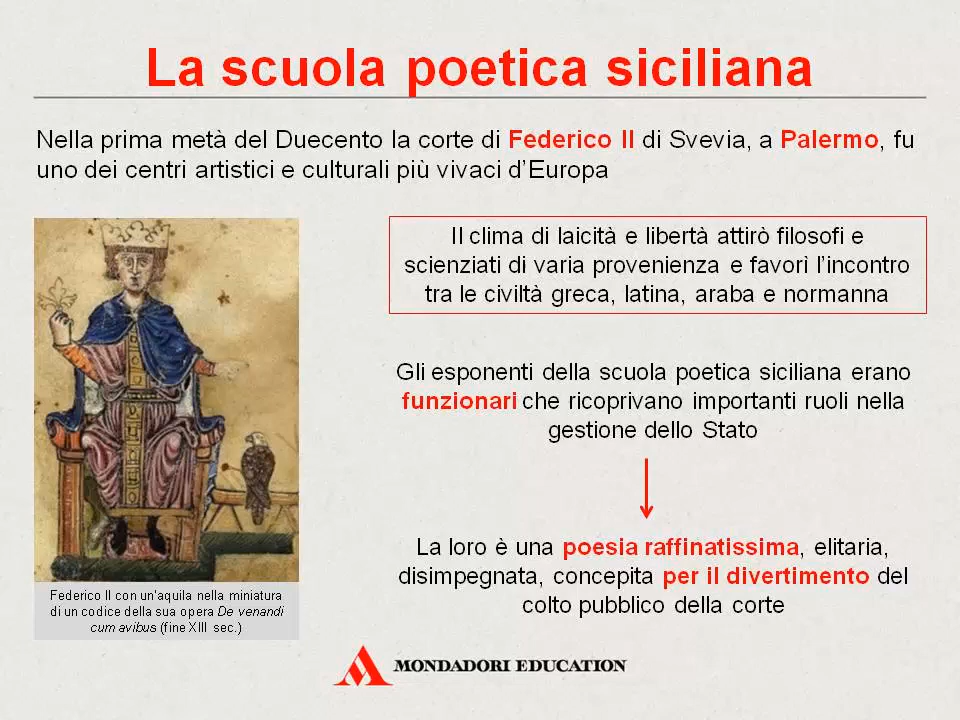 La scuola poetica siciliana
Nella prima metà del Duecento la corte di Federico II di Svevia, a Palermo, fu
uno dei centri artistici e culturali più vivaci d'Europa
Il clima di laicità e libertà attirò filosofi e
scienziati di varia provenienza e favorì l'incontro
tra le civiltà greca, latina, araba e normanna
Gli esponenti della scuola poetica siciliana erano
funzionari che ricoprivano importanti ruoli nella
gestione dello Stato
La loro è una poesia raffinatissima, elitaria,
disimpegnata, concepita per il divertimento del
colto pubblico della corte
Federico II con un'aquila nella miniatura
di un codice della sua opera De venandi
cum avibus (fine XIII sec.)
MONDADORI EDUCATION